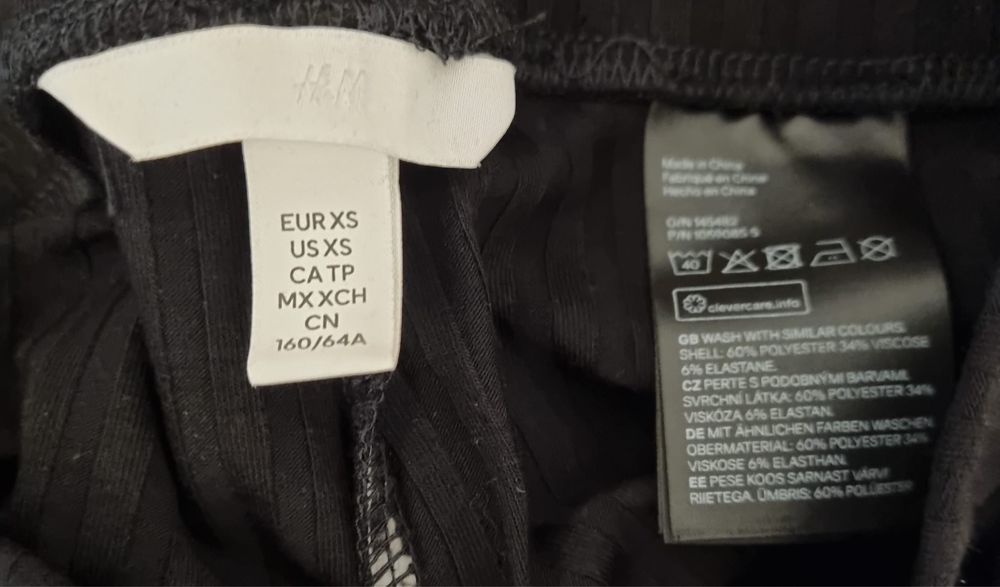 H&M
EUR XS
US XS
CA TP
MX XCH
CN
160/64A
Made in China
Fabriqué en Chine
Hecho en China
O/N 145482
P/N 1059085-S
40
clevercare.info
GB WASH WITH SIMILAR COLOURS.
SHELL: 60% POLYESTER 34% VISCOSE
6% ELASTANE.
CZ PERTE S PODOBNÝMI BARVAMI.
SVRCHNÍ LÁTKA: 60% POLYESTER 34%
VISKÓZA 6% ELASTAN.
DE MIT ÄHNLICHEN FARBEN WASCHEN
OBERMATERIAL: 60% POLYESTER 34%
VISKOSE 6% ELASTHAN.
EE PESE KOOS SARNAST VÄRVI
RIIETEGA. ÜMBRIS: 60% POLÜESTER